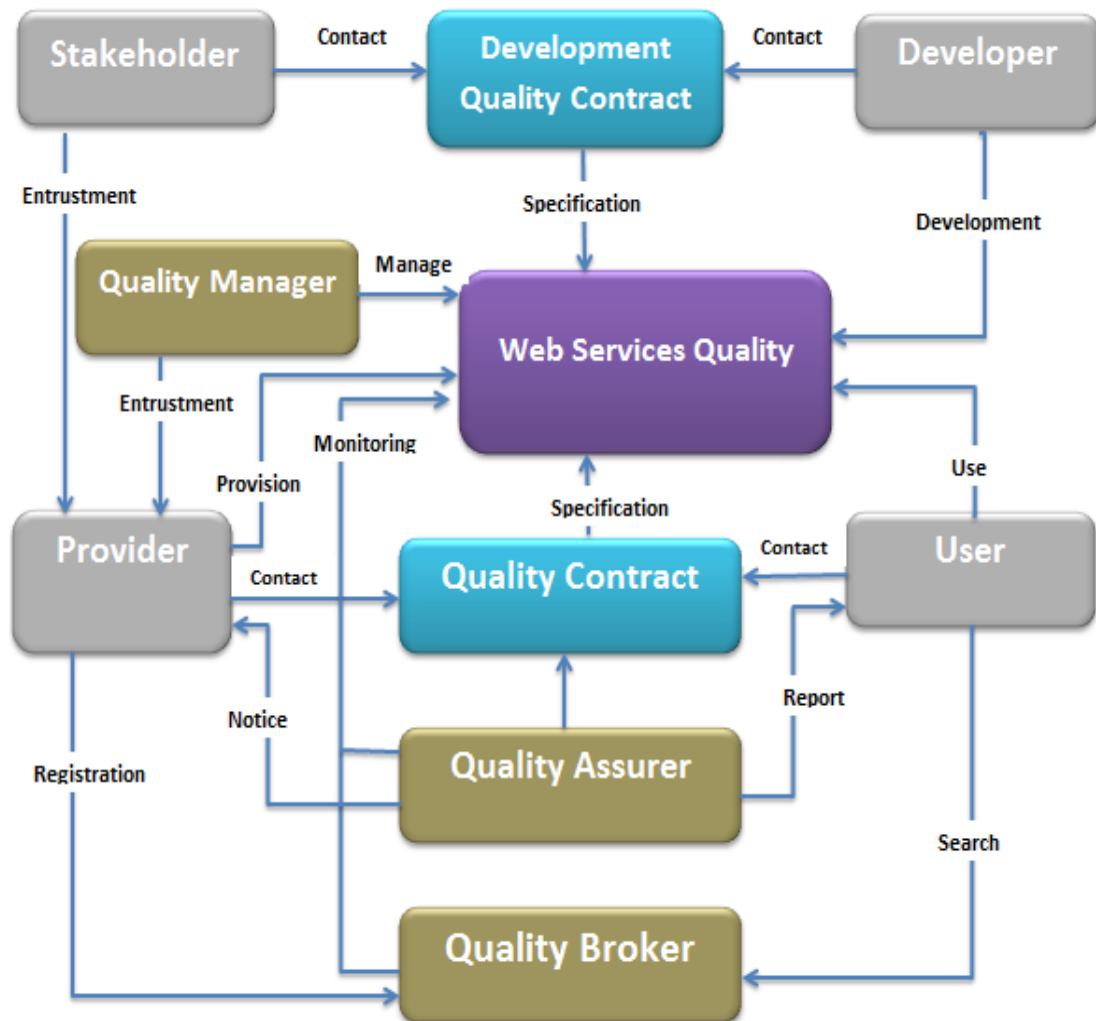 Stakeholder
Contact
Development
Quality Contract
Contact
Developer
Entrustment
Specification
Development
Quality Manager
Manage
Web Services Quality
Entrustment
Monitoring
Provision
Use
Specification
Provider
Contact
Quality Contract
Contact
User
Notice
Report
Registration
Quality Assurer
Search
Quality Broker